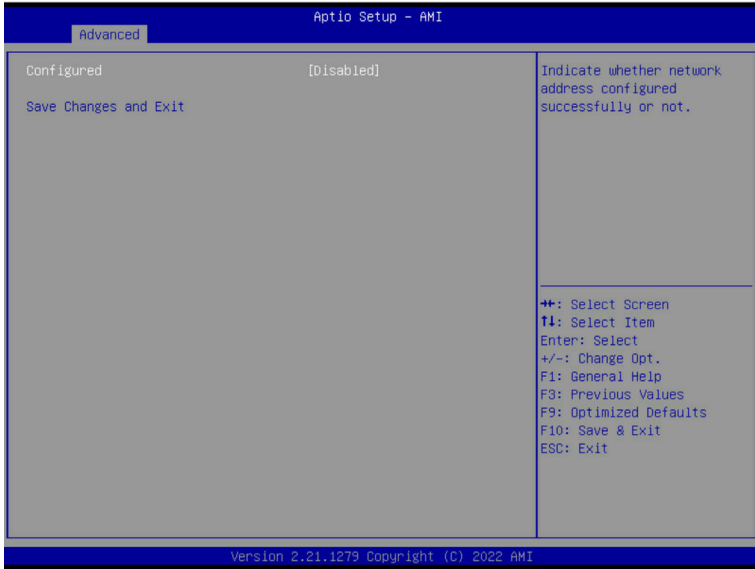 Aptio Setup - AMI
Advanced
Configured [Disabled]
Save Changes and Exit
Indicate whether network
address configured
successfully or not.
→←: Select Screen
↑↓: Select Item
Enter: Select
+/-: Change Opt.
F1: General Help
F3: Previous Values
F9: Optimized Defaults
F10: Save & Exit
ESC: Exit
Version 2.21.1279 Copyright (C) 2022 AMI